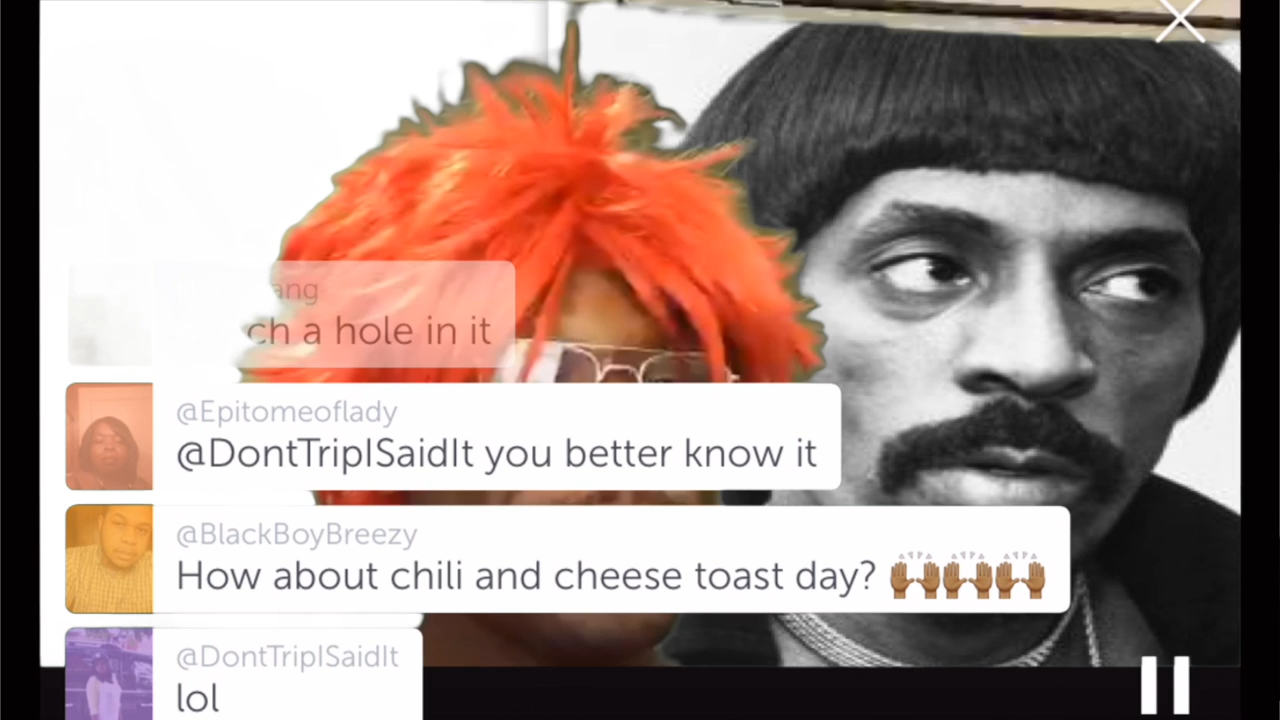 ch a hole in it
@Epitomeoflady
@DontTripISaidIt you better know it
@BlackBoyBreezy
How about chili and cheese toast day? 🙌🏾🙌🏾🙌🏾
@DontTripISaidIt
lol